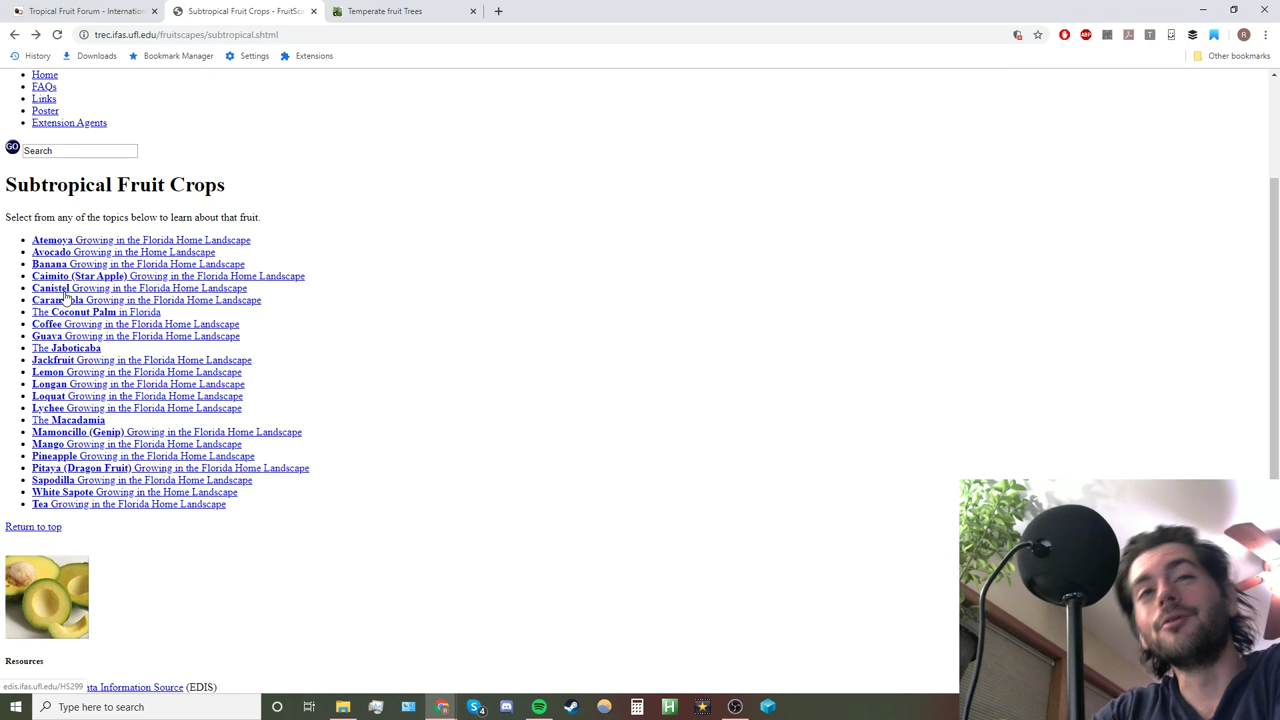 Tropical Fruit Forum - Internation
Subtropical Fruit Crops - FruitSca
Temperate fruit Trees
trec.ifas.ufl.edu/fruitscapes/subtropical.shtml
ABP
R
History
Downloads
Bookmark Manager
Settings
Extensions
Other bookmarks
Home
FAQs
Links
Poster
Extension Agents
GO Search
Subtropical Fruit Crops
Select from any of the topics below to learn about that fruit.
Atemoya Growing in the Florida Home Landscape
Avocado Growing in the Home Landscape
Banana Growing in the Florida Home Landscape
Caimito (Star Apple) Growing in the Florida Home Landscape
Canistel Growing in the Florida Home Landscape
Carambola Growing in the Florida Home Landscape
The Coconut Palm in Florida
Coffee Growing in the Florida Home Landscape
Guava Growing in the Florida Home Landscape
The Jaboticaba
Jackfruit Growing in the Florida Home Landscape
Lemon Growing in the Florida Home Landscape
Longan Growing in the Florida Home Landscape
Loquat Growing in the Florida Home Landscape
Lychee Growing in the Florida Home Landscape
The Macadamia
Mamoncillo (Genip) Growing in the Florida Home Landscape
Mango Growing in the Florida Home Landscape
Pineapple Growing in the Florida Home Landscape
Pitaya (Dragon Fruit) Growing in the Florida Home Landscape
Sapodilla Growing in the Florida Home Landscape
White Sapote Growing in the Home Landscape
Tea Growing in the Florida Home Landscape
Return to top
Resources
edis.ifas.ufl.edu/HS299
ata Information Source (EDIS)
Type here to search
4
H